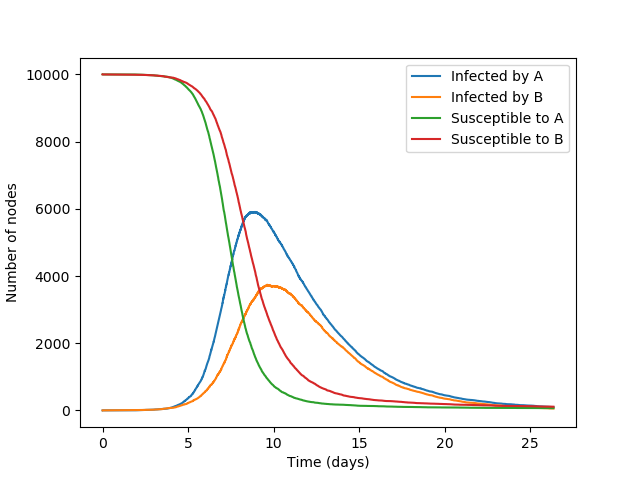 Infected by A
Infected by B
Susceptible to A
Susceptible to B
Number of nodes
10000
8000
6000
4000
2000
0
0 5 10 15 20 25
Time (days)